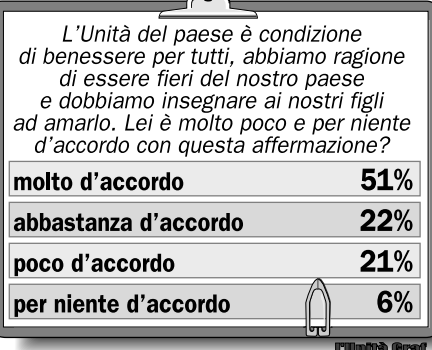 L'Unità del paese è condizione
di benessere per tutti, abbiamo ragione
di essere fieri del nostro paese
e dobbiamo insegnare ai nostri figli
ad amarlo. Lei è molto poco e per niente
d'accordo con questa affermazione?
molto d'accordo 51%
abbastanza d'accordo 22%
poco d'accordo 21%
per niente d'accordo 6%
l'Unità Graf